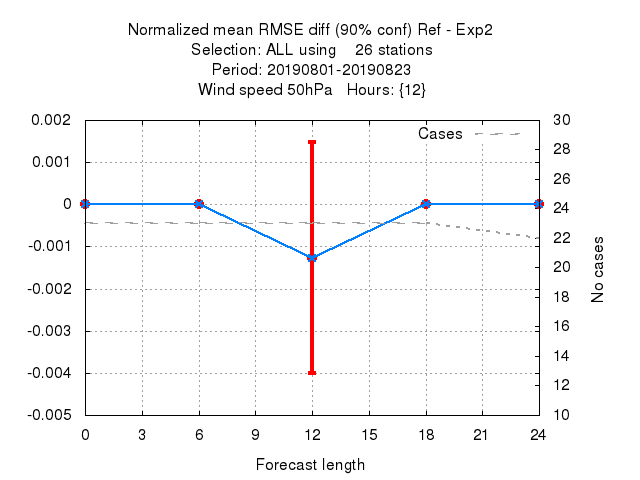 Normalized mean RMSE diff (90% conf) Ref - Exp2
Selection: ALL using    26 stations
Period: 20190801-20190823
Wind speed 50hPa   Hours: {12}
Cases
0.002
0.001
0
-0.001
-0.002
-0.003
-0.004
-0.005
30
28
26
24
22
20
18
16
14
12
10
No cases
0 3 6 9 12 15 18 21 24
Forecast length